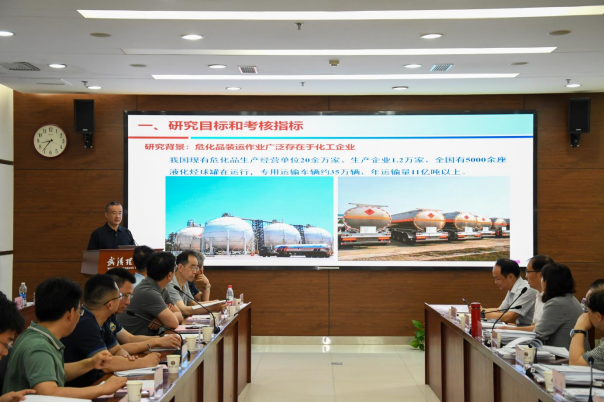 一、研究目标和考核指标
研究背景：危化品装运作业广泛存在于化工企业
我国现有危化品生产经营单位20余万家、生产企业1.2万家、全国有5000余座
液化烃球罐在运行，专用运输车辆约35万辆、年运输量11亿吨以上。
武汉理